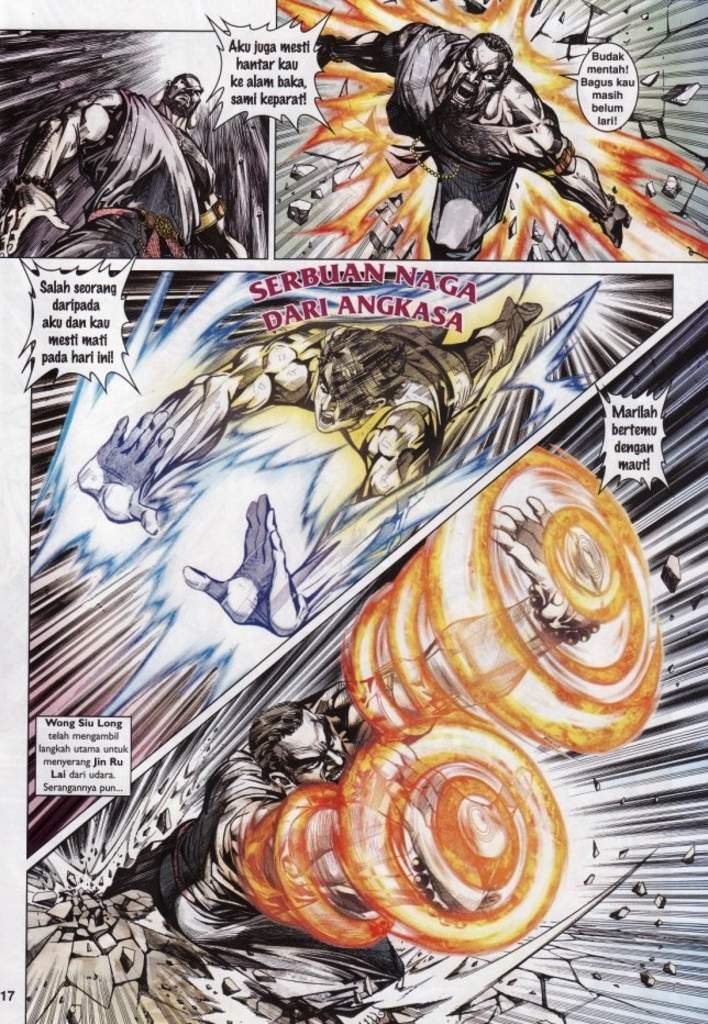 Aku juga mesti
hantar kau
ke alam baka,
sami keparat!
Budak
mentah!
Bagus kau
masih
belum
lari!
Salah seorang
daripada
aku dan kau
mesti mati
pada hari ini!
SERBUAN NAGA
DARI ANGKASA
Marilah
bertemu
dengan
maut!
Wong Siu Long
telah mengambil
langkah utama untuk
menyerang Jin Ru
Lai dari udara.
Serangannya pun...
17